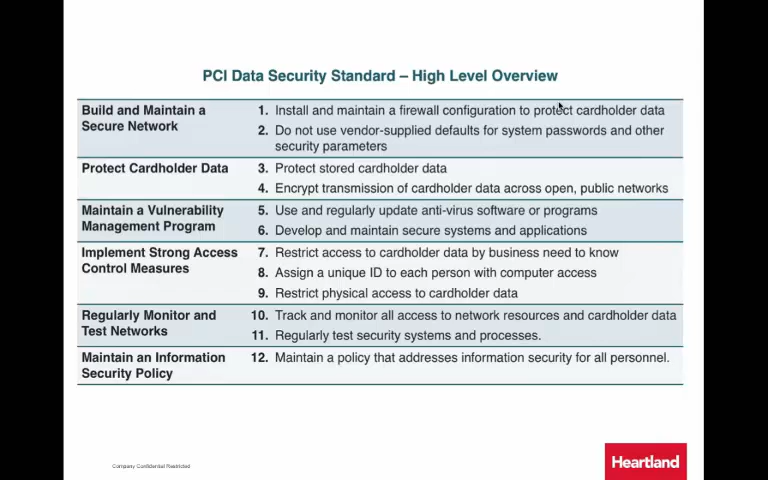 PCI Data Security Standard – High Level Overview
Build and Maintain a
Secure Network
1. Install and maintain a firewall configuration to protect cardholder data
2. Do not use vendor-supplied defaults for system passwords and other
security parameters
Protect Cardholder Data
3. Protect stored cardholder data
4. Encrypt transmission of cardholder data across open, public networks
Maintain a Vulnerability
Management Program
5. Use and regularly update anti-virus software or programs
6. Develop and maintain secure systems and applications
Implement Strong Access
Control Measures
7. Restrict access to cardholder data by business need to know
8. Assign a unique ID to each person with computer access
9. Restrict physical access to cardholder data
Regularly Monitor and
Test Networks
10. Track and monitor all access to network resources and cardholder data
11. Regularly test security systems and processes.
Maintain an Information
Security Policy
12. Maintain a policy that addresses information security for all personnel.
Company Confidential Restricted
Heartland